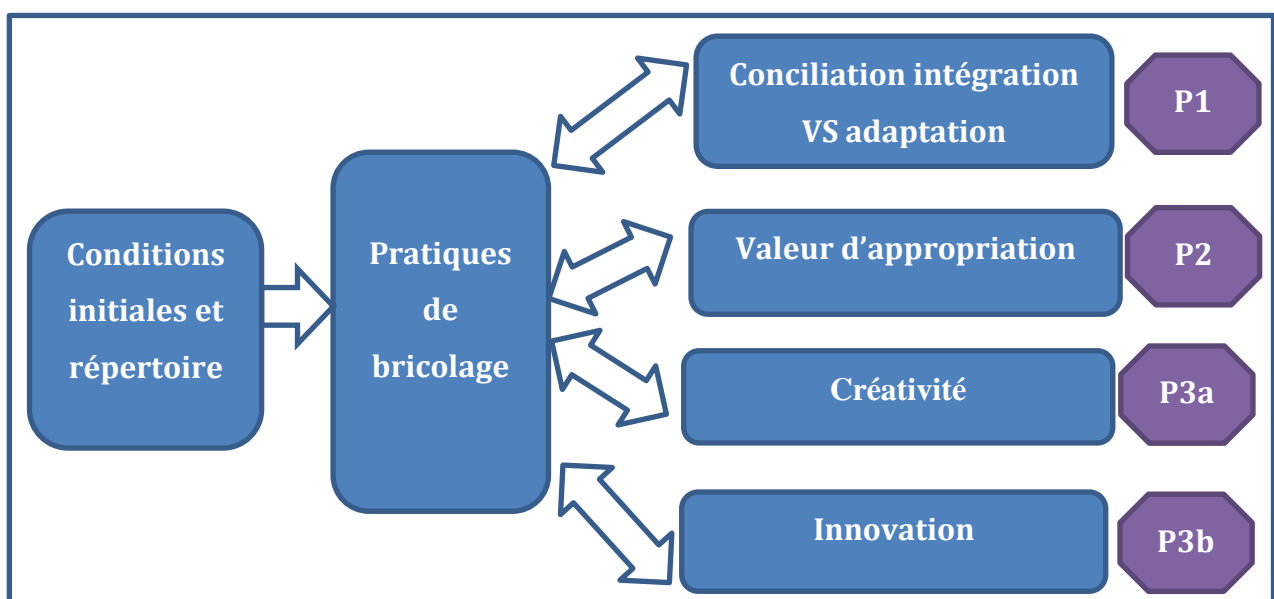 Conditions
initiales et
répertoire
Pratiques
de
bricolage
Conciliation intégration
VS adaptation
P1
Valeur d’appropriation
P2
Créativité
P3a
Innovation
P3b